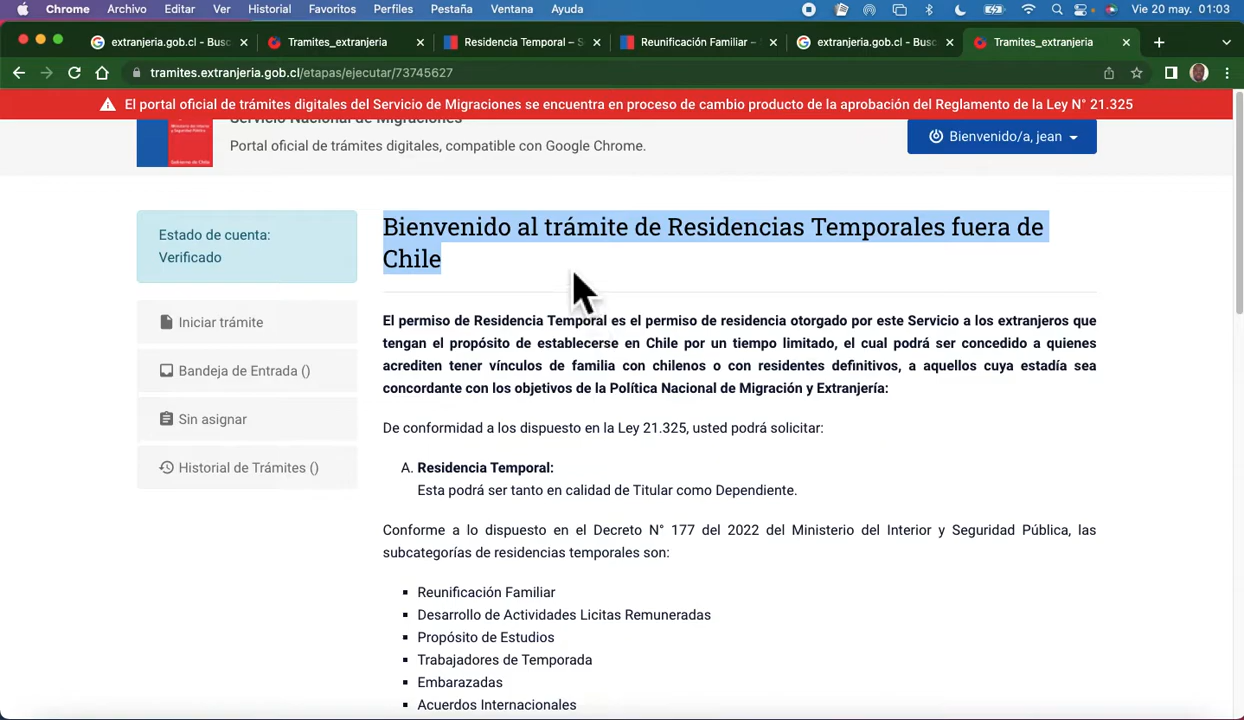 Chrome Archivo Editar Ver Historial Favoritos Perfiles Pestaña Ventana Ayuda Vie 20 may. 01:03
extranjeria.gob.cl - Busc Tramites_extranjeria Residencia Temporal – S Reunificación Familiar – extranjeria.gob.cl - Busc Tramites_extranjeria
tramites.extranjeria.gob.cl/etapas/ejecutar/73745627
El portal oficial de trámites digitales del Servicio de Migraciones se encuentra en proceso de cambio producto de la aprobación del Reglamento de la Ley N° 21.325
Servicio Nacional de Migraciones
Ministerio del Interior
y Seguridad Pública
Gobierno de Chile
Portal oficial de trámites digitales, compatible con Google Chrome.
Bienvenido/a, jean
Estado de cuenta:
Verificado
Iniciar trámite
Bandeja de Entrada ()
Sin asignar
Historial de Trámites ()
Bienvenido al trámite de Residencias Temporales fuera de
Chile
El permiso de Residencia Temporal es el permiso de residencia otorgado por este Servicio a los extranjeros que
tengan el propósito de establecerse en Chile por un tiempo limitado, el cual podrá ser concedido a quienes
acrediten tener vínculos de familia con chilenos o con residentes definitivos, a aquellos cuya estadía sea
concordante con los objetivos de la Política Nacional de Migración y Extranjería:
De conformidad a los dispuesto en la Ley 21.325, usted podrá solicitar:
A. Residencia Temporal:
Esta podrá ser tanto en calidad de Titular como Dependiente.
Conforme a lo dispuesto en el Decreto N° 177 del 2022 del Ministerio del Interior y Seguridad Pública, las
subcategorías de residencias temporales son:
▪ Reunificación Familiar
▪ Desarrollo de Actividades Licitas Remuneradas
▪ Propósito de Estudios
▪ Trabajadores de Temporada
▪ Embarazadas
▪ Acuerdos Internacionales